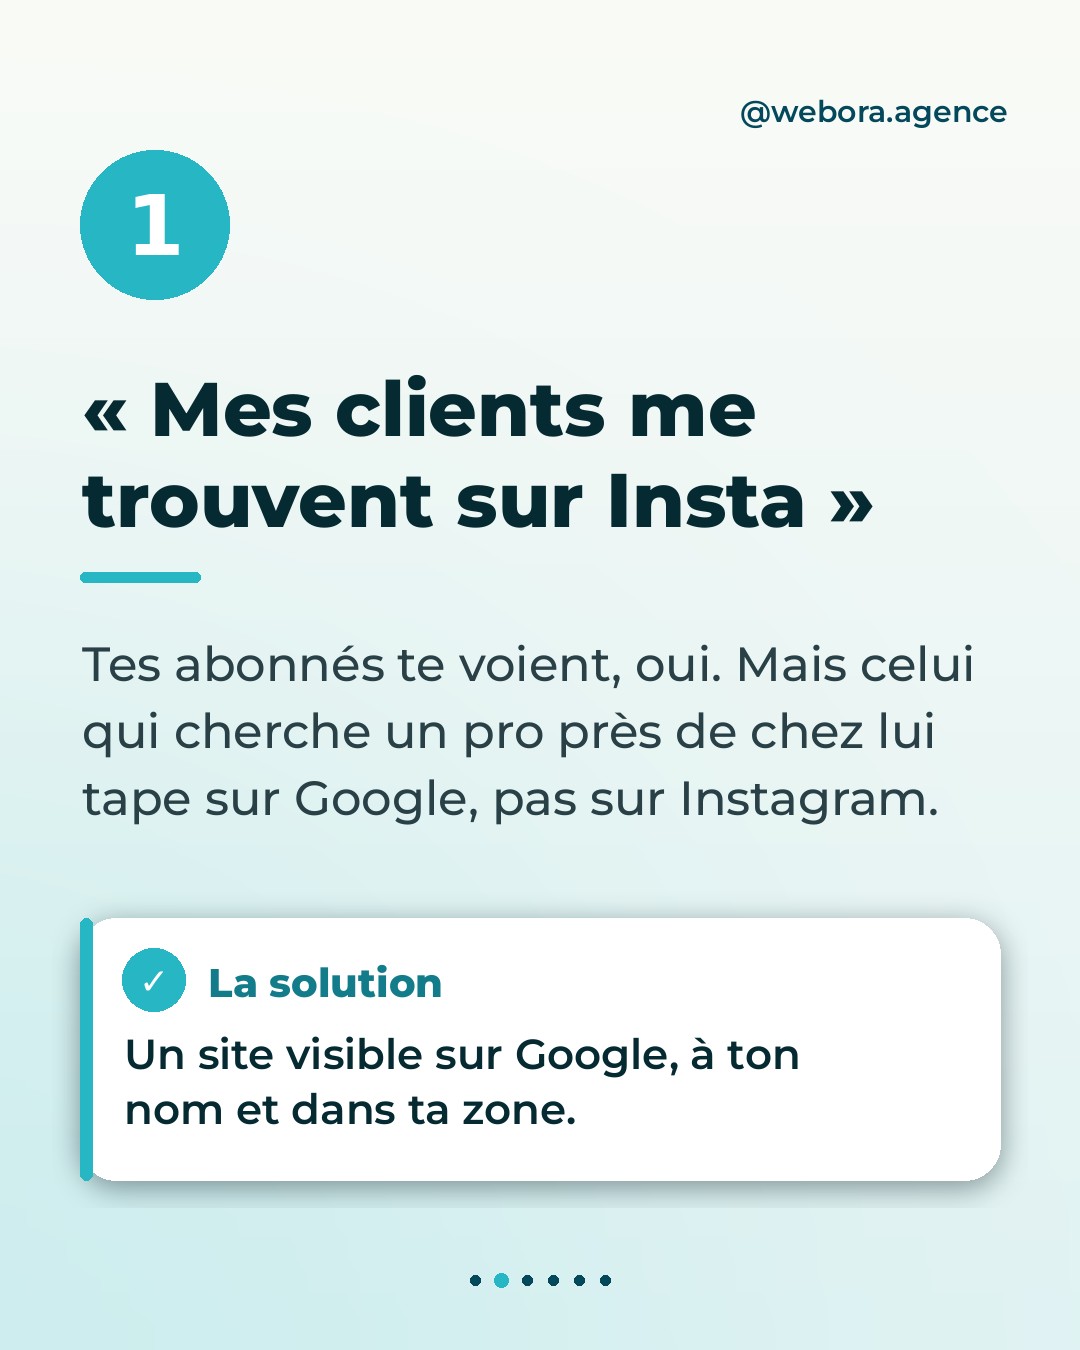 @webora.agence
1
« Mes clients me
trouvent sur Insta »
Tes abonnés te voient, oui. Mais celui
qui cherche un pro près de chez lui
tape sur Google, pas sur Instagram.
✓ La solution
Un site visible sur Google, à ton
nom et dans ta zone.